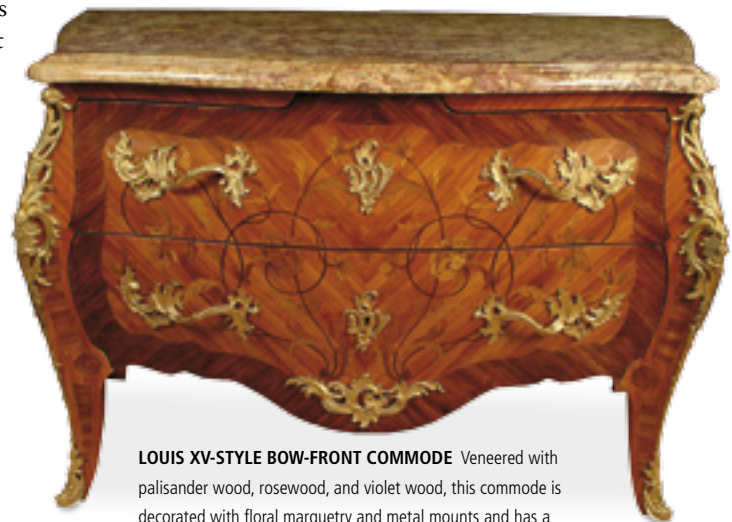 s
t
LOUIS XV-STYLE BOW-FRONT COMMODE Veneered with
palisander wood, rosewood, and violet wood, this commode is
decorated with floral marquetry and metal mounts and has a